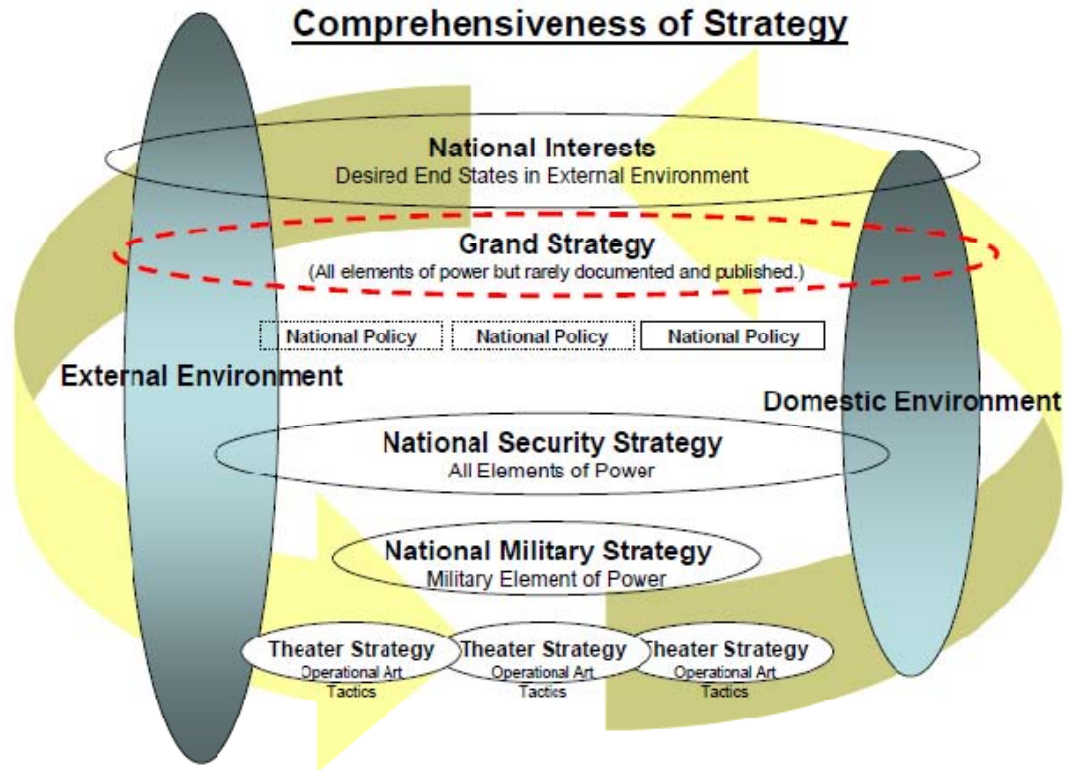 Comprehensiveness of Strategy
National Interests
Desired End States in External Environment
Grand Strategy
(All elements of power but rarely documented and published.)
National Policy
National Policy
National Policy
External Environment
Domestic Environment
National Security Strategy
All Elements of Power
National Military Strategy
Military Element of Power
Theater Strategy
Operational Art
Tactics
Theater Strategy
Operational Art
Tactics
Theater Strategy
Operational Art
Tactics